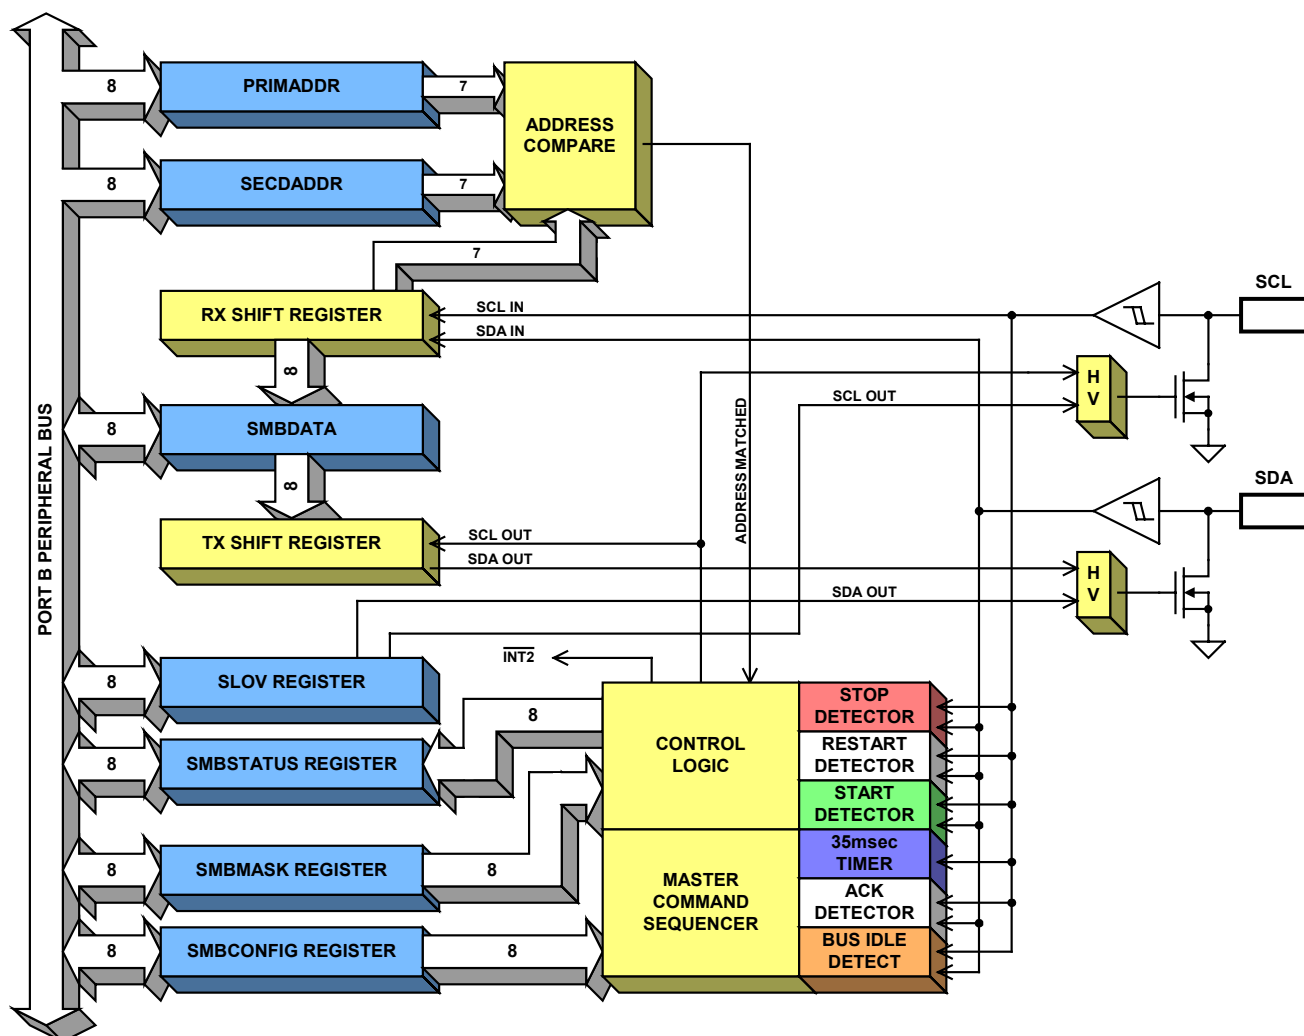 8
PRIMADDR
7
ADDRESS
COMPARE
8
SECDADDR
7
7
SCL
RX SHIFT REGISTER
SCL IN
SDA IN
8
H
V
SCL OUT
8
SMBDATA
ADDRESS MATCHED
PORT B PERIPHERAL BUS
8
SDA
TX SHIFT REGISTER
SCL OUT
SDA OUT
H
V
SDA OUT
INT2
8
SLOV REGISTER
8
STOP
DETECTOR
CONTROL
LOGIC
RESTART
DETECTOR
8
SMBSTATUS REGISTER
START
DETECTOR
35msec
TIMER
8
SMBMASK REGISTER
8
MASTER
COMMAND
SEQUENCER
ACK
DETECTOR
8
SMBCONFIG REGISTER
8
BUS IDLE
DETECT